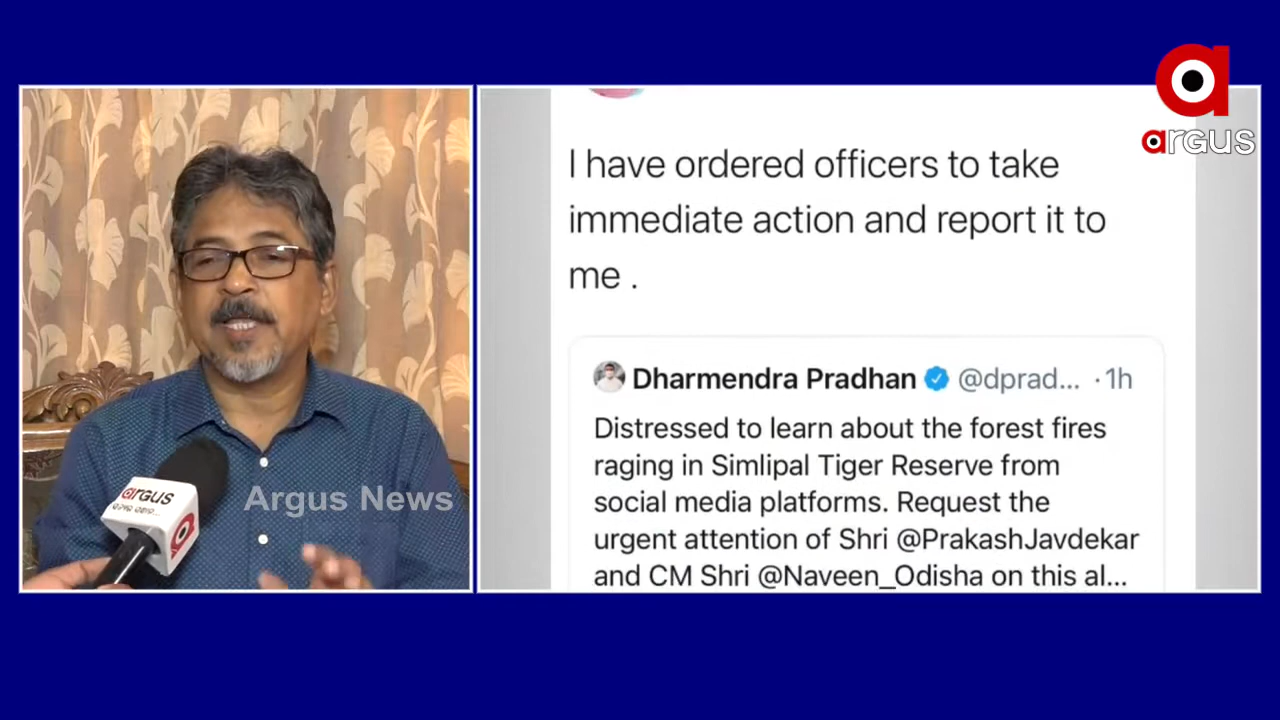 argus
I have ordered officers to take
immediate action and report it to
me .
Dharmendra Pradhan @dprad... · 1h
Distressed to learn about the forest fires
raging in Simlipal Tiger Reserve from
social media platforms. Request the
urgent attention of Shri @PrakashJavdekar
and CM Shri @Naveen_Odisha on this al...
argus
Argus News